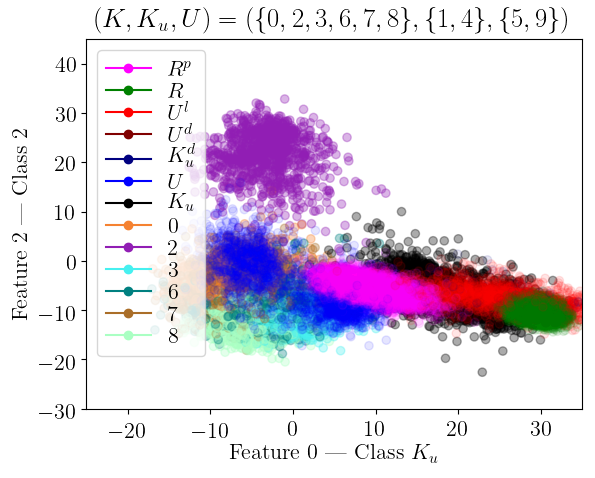 (K, K_u, U) = ({0, 2, 3, 6, 7, 8}, {1, 4}, {5, 9})
R^p
R
U^l
U^d
K_u^d
U
K_u
0
2
3
6
7
8
40
30
20
10
0
−10
−20
−30
Feature 2 — Class 2
−20 −10 0 10 20 30
Feature 0 — Class K_u